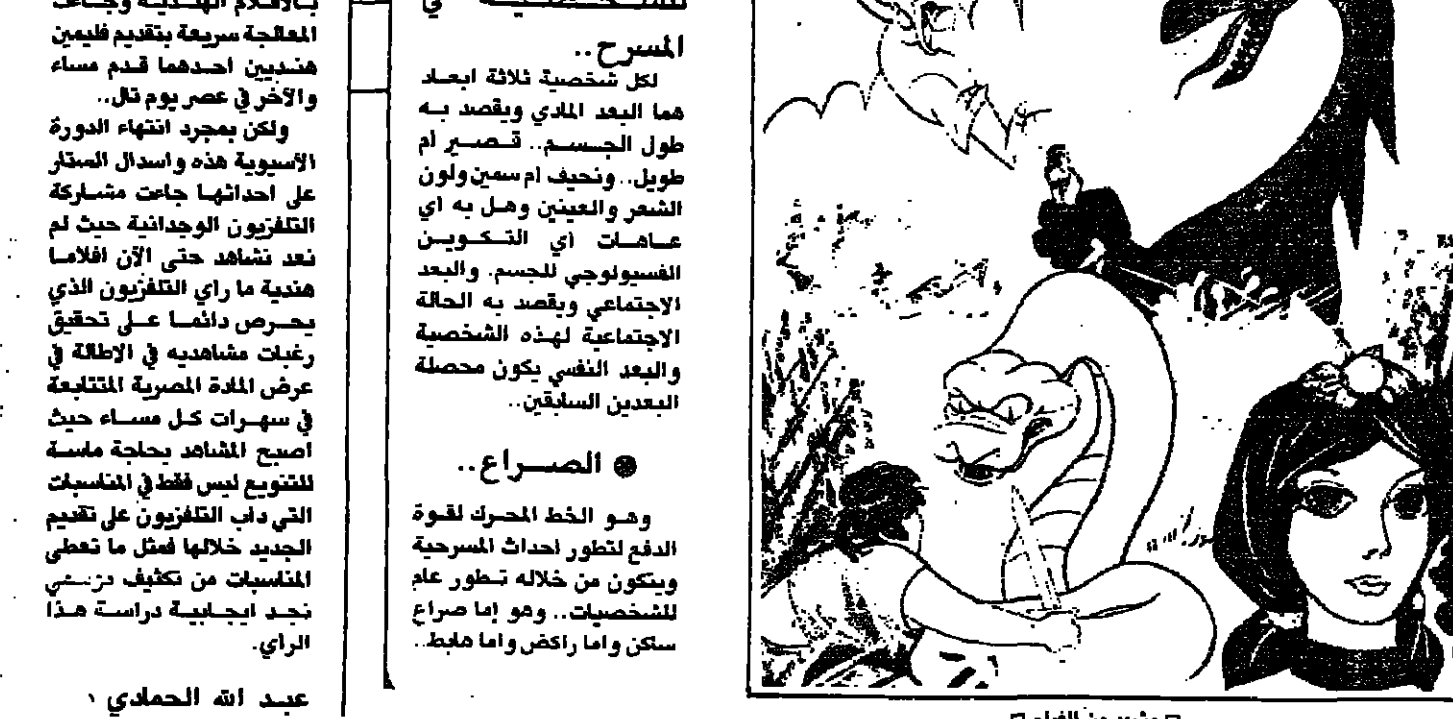 للشخصية في
المسرح..
لكل شخصية ثلاثة ابعاد
هما البعد المادي ويقصد به
طول الجسم.. قصير ام
طويل.. ونحيف ام سمين ولون
الشعر والعينين وهل به اي
عاهات اي التكوين
الفسيولوجي للجسم. والبعد
الاجتماعي ويقصد به الحالة
الاجتماعية لهذه الشخصية
والبعد النفسي يكون محصلة
البعدين السابقين..
الصراع..
وهو الخط المحرك لقوة
الدفع لتطور احداث المسرحية
ويتكون من خلاله تطور عام
للشخصيات.. وهو إما صراع
ساكن واما راكض واما هابط..
بالافلام الهندية وجاءت
المعالجة سريعة بتقديم فليمين
هنديين احدهما قدم مساء
والآخر في عصر يوم تال..
ولكن بمجرد انتهاء الدورة
الآسيوية هذه واسدال الستار
على احداثها جاءت مشاركة
التلفزيون الوجدانية حيث لم
نعد نشاهد حتى الآن افلاما
هندية ما راي التلفزيون الذي
يحرص دائما على تحقيق
رغبات مشاهديه في الاطالة في
عرض المادة المصرية المتتابعة
في سهرات كل مساء حيث
اصبح المشاهد بحاجة ماسة
للتنويع ليس فقط في المناسبات
التي داب التلفزيون على تقديم
الجديد خلالها فمثل ما تعطى
المناسبات من تكثيف
نجد ايجابية دراسة هذا
الراي.
عبد الله الحمادي